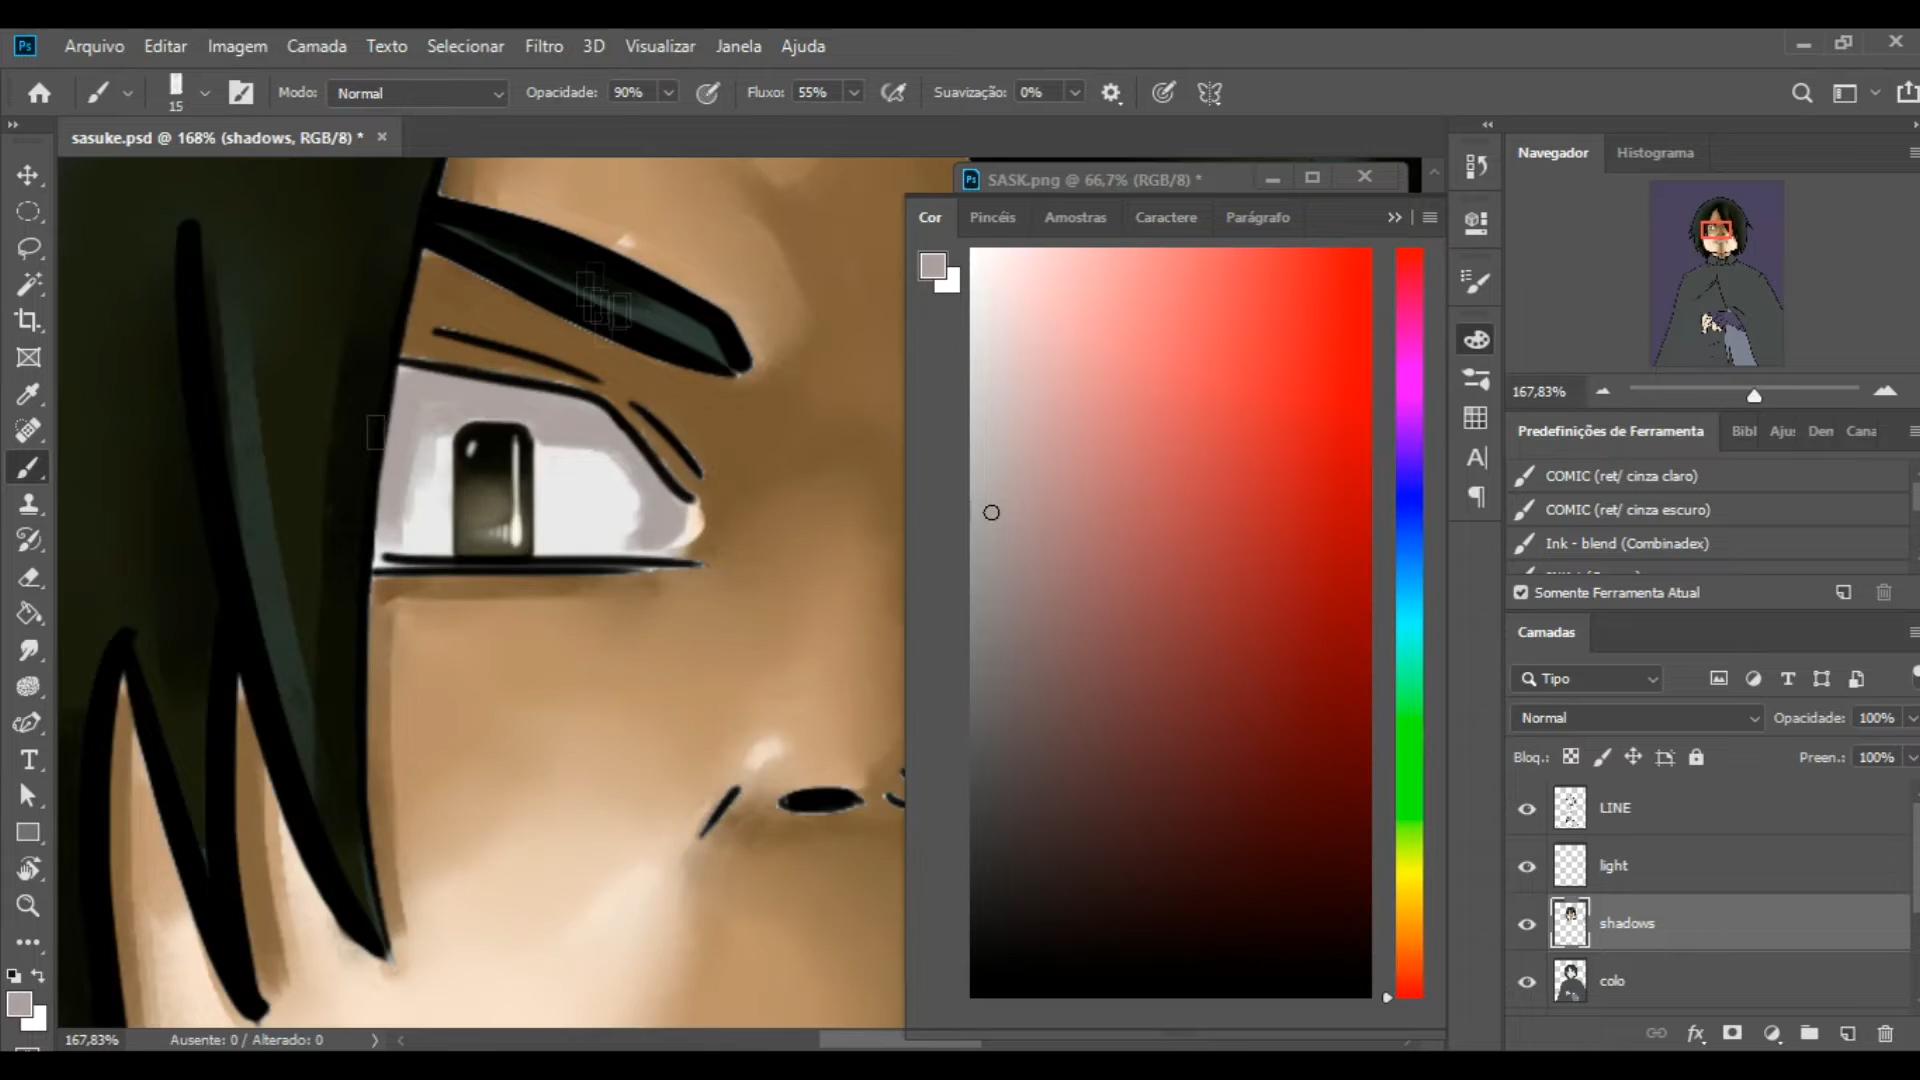 Ps Arquivo Editar Imagem Camada Texto Selecionar Filtro 3D Visualizar Janela Ajuda
15 Modo: Normal Opacidade: 90% Fluxo: 55% Suavização: 0%
sasuke.psd @ 168% (shadows, RGB/8) * ×
Ps SASK.png @ 66,7% (RGB/8) *
Cor Pincéis Amostras Caractere Parágrafo
Navegador Histograma
167,83%
Predefinições de Ferramenta Bibl Aju: Den Cana
COMIC (ret/ cinza claro)
COMIC (ret/ cinza escuro)
Ink - blend (Combinadex)
Somente Ferramenta Atual
Camadas
Tipo
Normal Opacidade: 100%
Bloq.: Preen.: 100%
LINE
light
shadows
colo
fx
167,83% Ausente: 0 / Alterado: 0